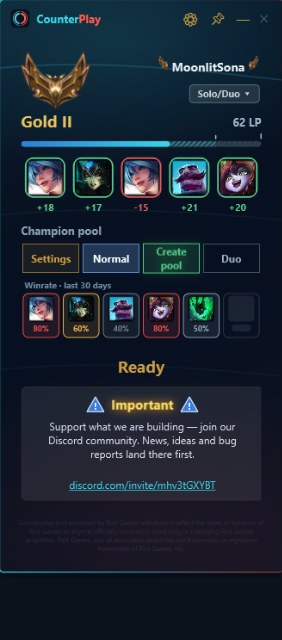 CounterPlay
MoonlitSona
Solo/Duo
Gold II
62 LP
+18 +17 -15 +21 +20
Champion pool
Settings
Normal
Create
pool
Duo
Winrate • last 30 days
80% 60% 40% 80% 50%
Ready
Important
Support what we are building — join our
Discord community. News, ideas and bug
reports land there first.
discord.com/invite/mhv3tGXYBT